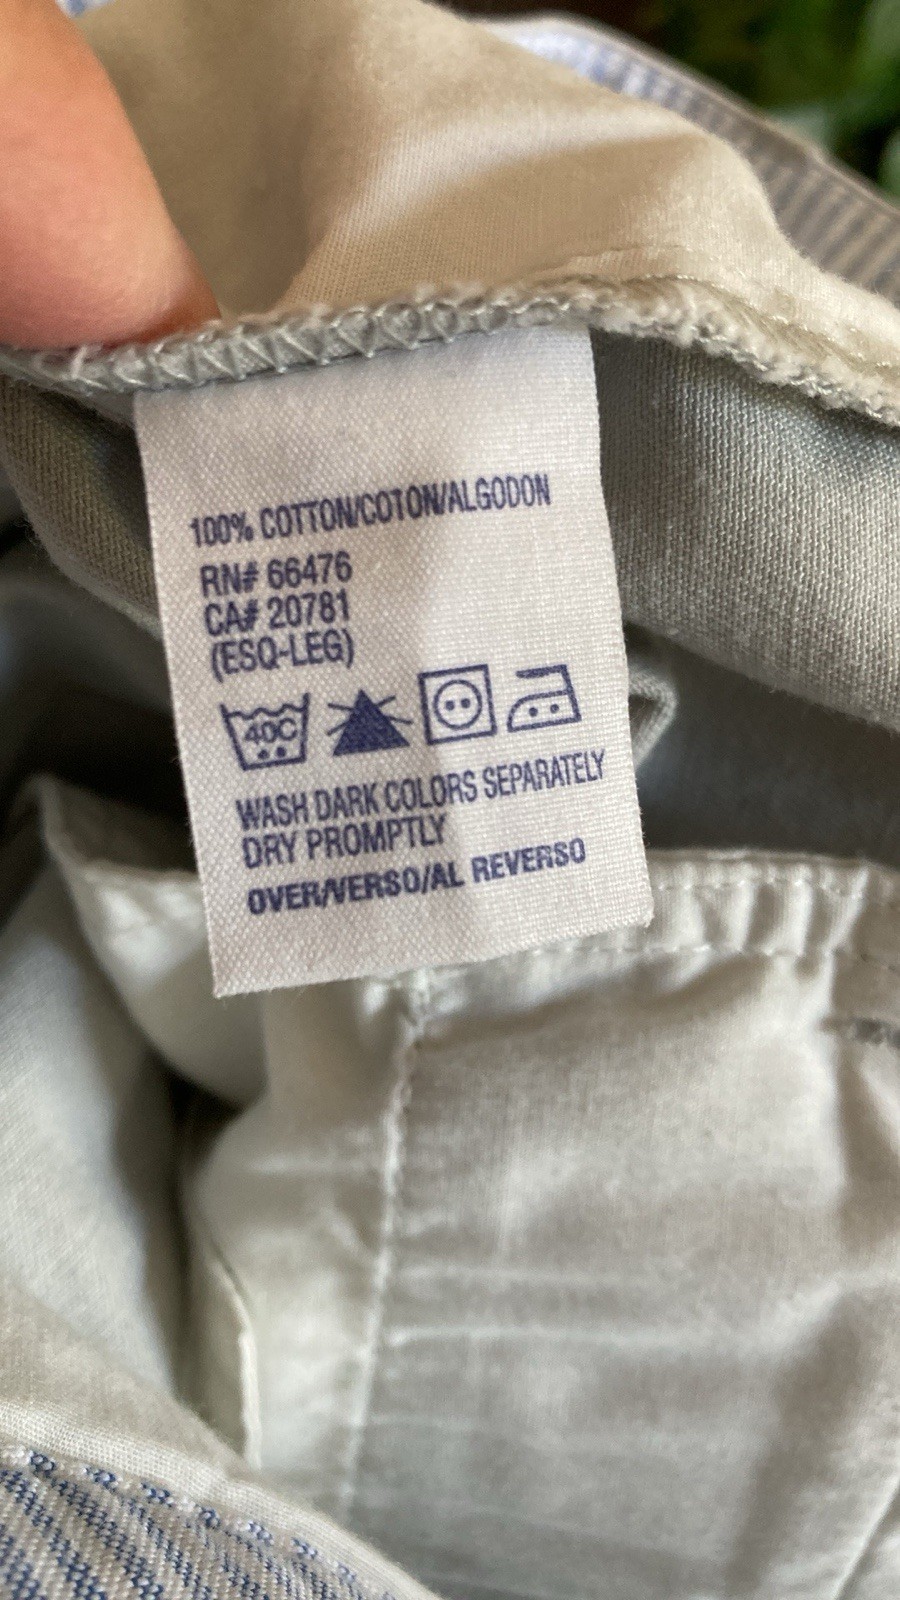 100% COTTON/COTON/ALGODON
RN# 66476
CA# 20781
(ESQ-LEG)
40C
WASH DARK COLORS SEPARATELY
DRY PROMPTLY
OVER/VERSO/AL REVERSO